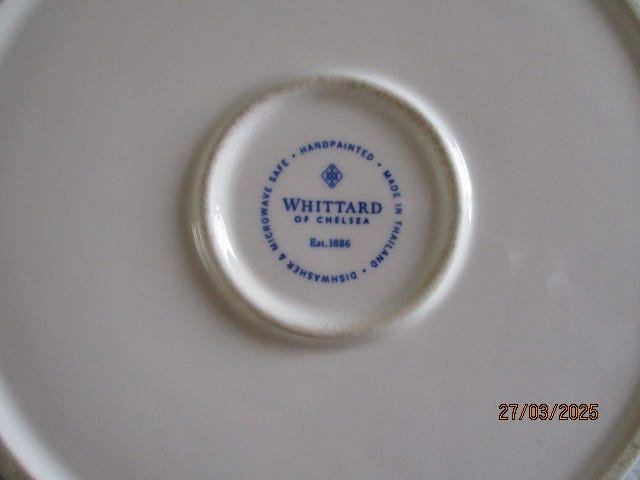 HANDPAINTED • MADE IN THAILAND • DISHWASHER & MICROWAVE SAFE •
WHITTARD
OF CHELSEA
Est. 1886
27/03/2025